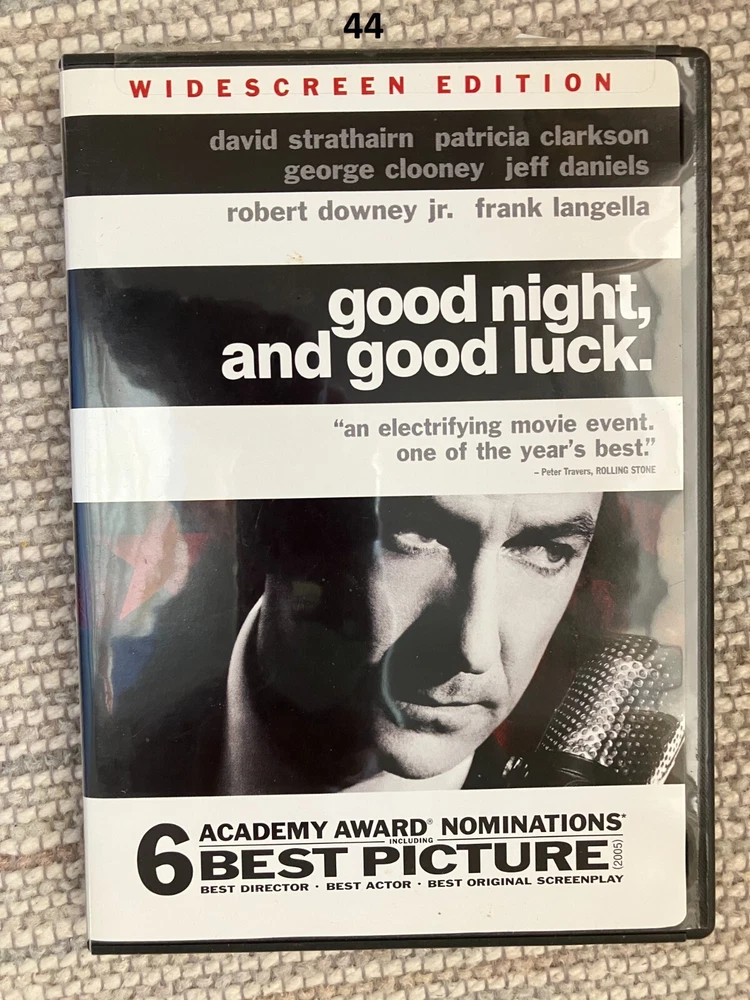 44
WIDESCREEN EDITION
david strathairn patricia clarkson
george clooney jeff daniels
robert downey jr. frank langella
good night,
and good luck.
“an electrifying movie event.
one of the year’s best.”
– Peter Travers, ROLLING STONE
6 ACADEMY AWARD® NOMINATIONS*
INCLUDING
BEST PICTURE (2005)
BEST DIRECTOR · BEST ACTOR · BEST ORIGINAL SCREENPLAY